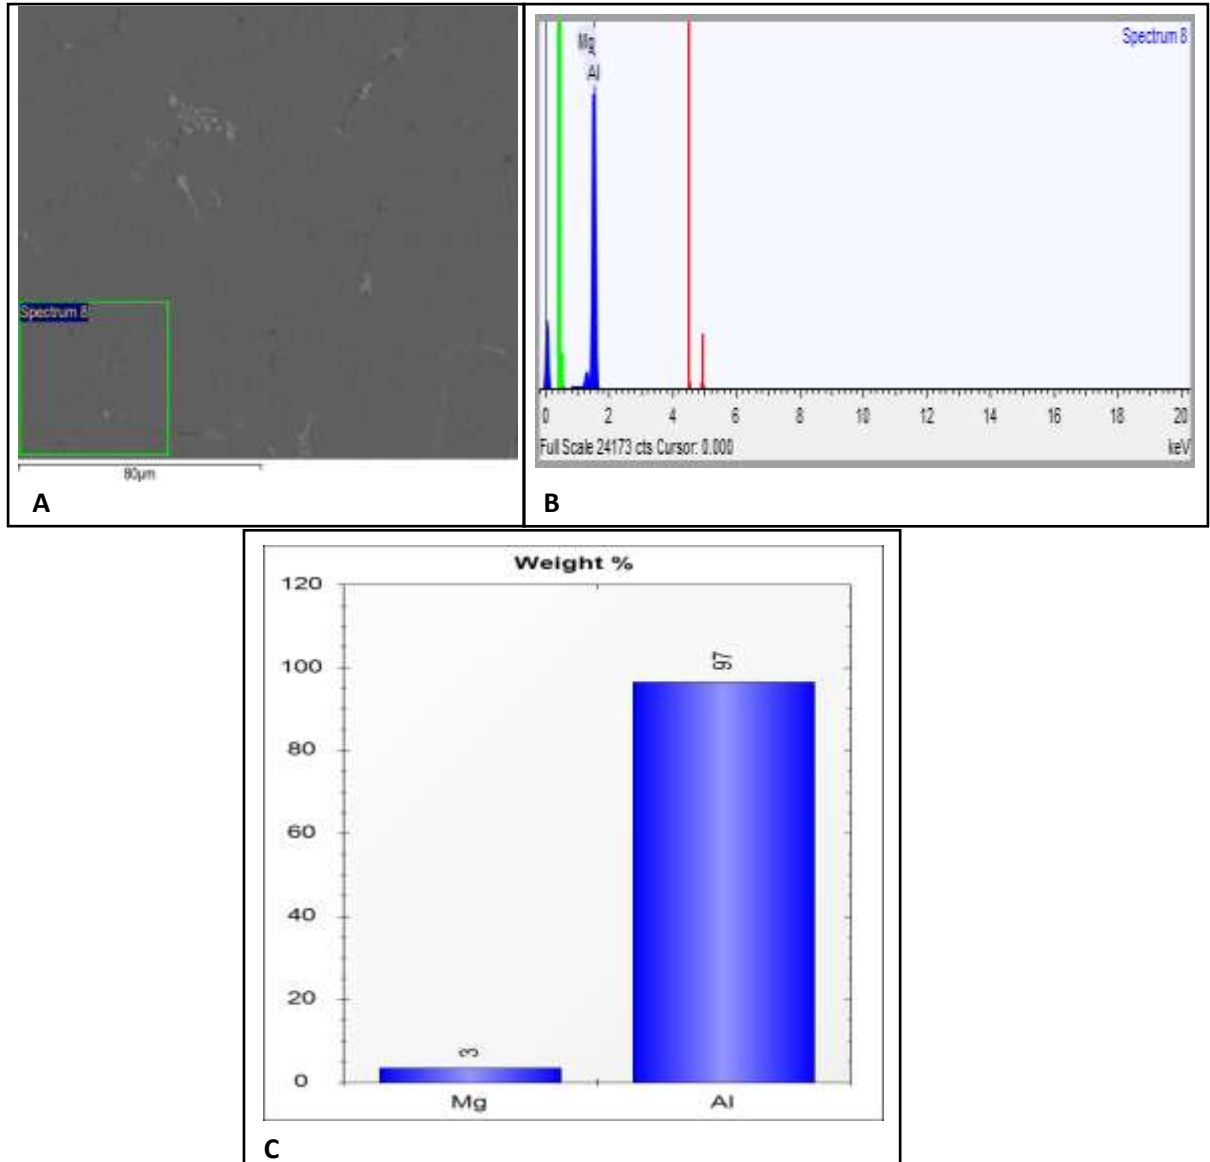 Spectrum 8
80µm
A
Spectrum 8
Mg
Al
0 2 4 6 8 10 12 14 16 18 20
Full Scale 24173 cts Cursor: 0.000 keV
B
Weight %
120
100
80
60
40
20
0
97
3
Mg Al
C